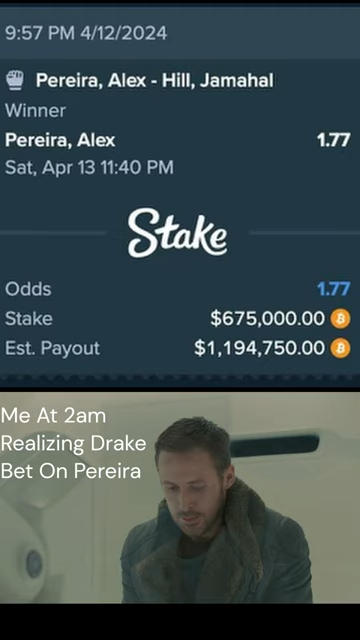 9:57 PM 4/12/2024
Pereira, Alex - Hill, Jamahal
Winner
Pereira, Alex 1.77
Sat, Apr 13 11:40 PM
Stake
Odds 1.77
Stake $675,000.00
Est. Payout $1,194,750.00
Me At 2am
Realizing Drake
Bet On Pereira